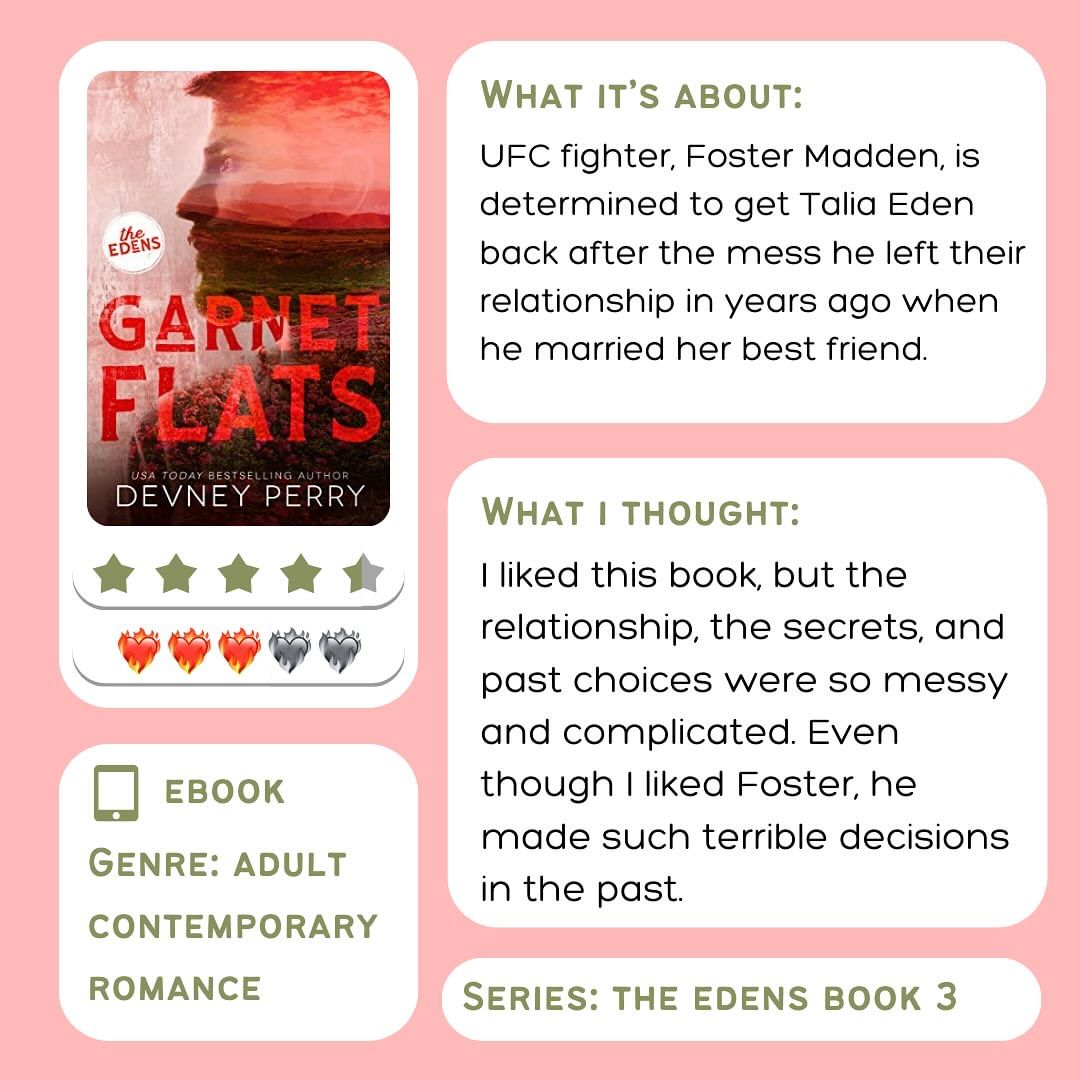 the
EDENS
GARNET
FLATS
USA TODAY BESTSELLING AUTHOR
DEVNEY PERRY
EBOOK
GENRE: ADULT
CONTEMPORARY
ROMANCE
WHAT IT'S ABOUT:
UFC fighter, Foster Madden, is
determined to get Talia Eden
back after the mess he left their
relationship in years ago when
he married her best friend.
WHAT I THOUGHT:
I liked this book, but the
relationship, the secrets, and
past choices were so messy
and complicated. Even
though I liked Foster, he
made such terrible decisions
in the past.
SERIES: THE EDENS BOOK 3